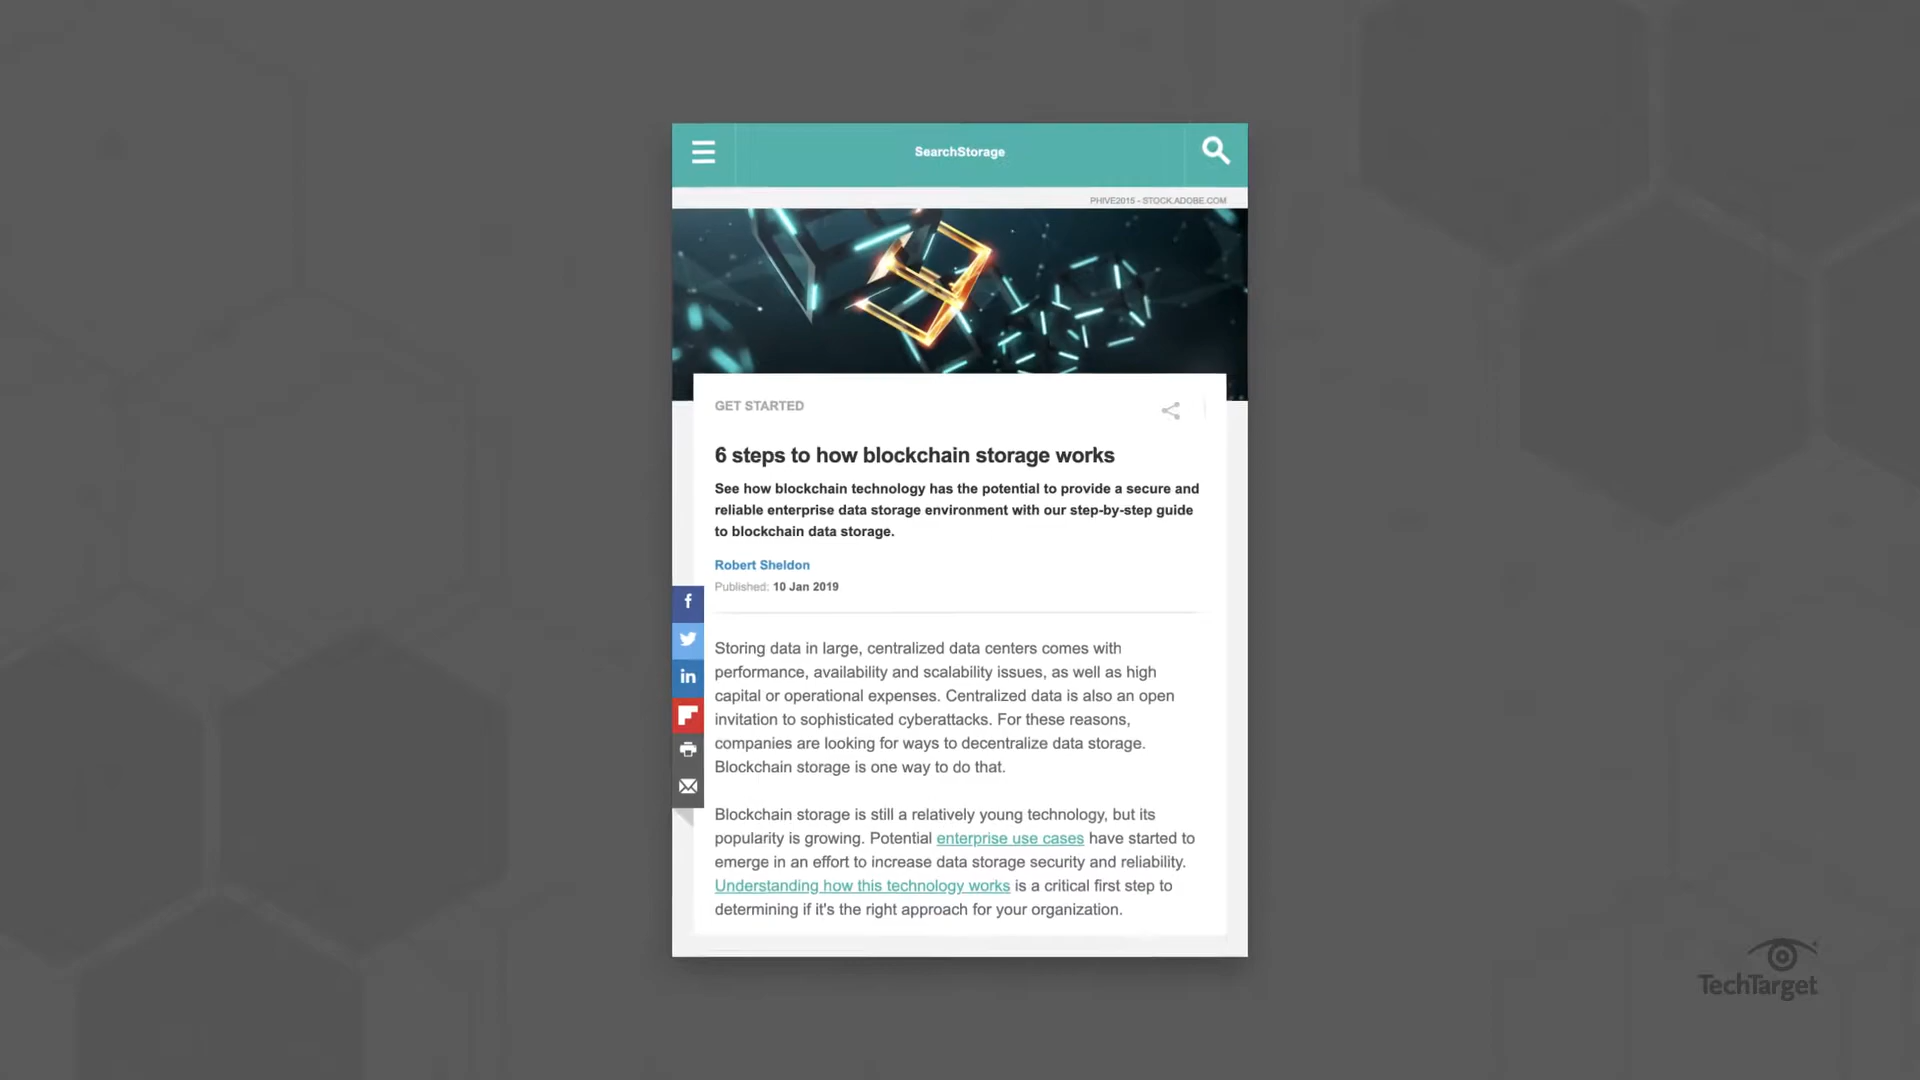 SearchStorage
PHIVE2015 - STOCK.ADOBE.COM
GET STARTED
6 steps to how blockchain storage works
See how blockchain technology has the potential to provide a secure and
reliable enterprise data storage environment with our step-by-step guide
to blockchain data storage.
Robert Sheldon
Published: 10 Jan 2019
f
in
Storing data in large, centralized data centers comes with
performance, availability and scalability issues, as well as high
capital or operational expenses. Centralized data is also an open
invitation to sophisticated cyberattacks. For these reasons,
companies are looking for ways to decentralize data storage.
Blockchain storage is one way to do that.
Blockchain storage is still a relatively young technology, but its
popularity is growing. Potential enterprise use cases have started to
emerge in an effort to increase data storage security and reliability.
Understanding how this technology works is a critical first step to
determining if it's the right approach for your organization.
TechTarget